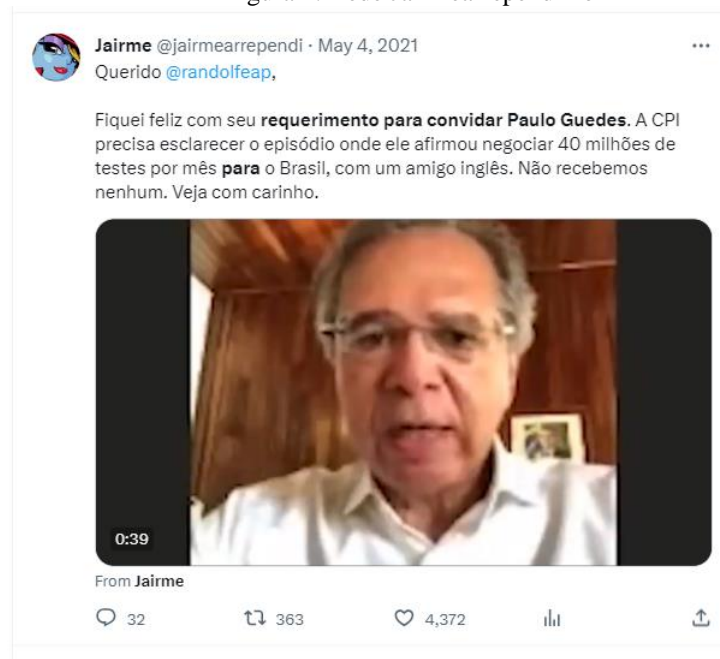 Jairme @jairmearrependi · May 4, 2021
Querido @randolfeap,
Fiquei feliz com seu requerimento para convidar Paulo Guedes. A CPI
precisa esclarecer o episódio onde ele afirmou negociar 40 milhões de
testes por mês para o Brasil, com um amigo inglês. Não recebemos
nenhum. Veja com carinho.
0:39
From Jairme
32 363 4,372